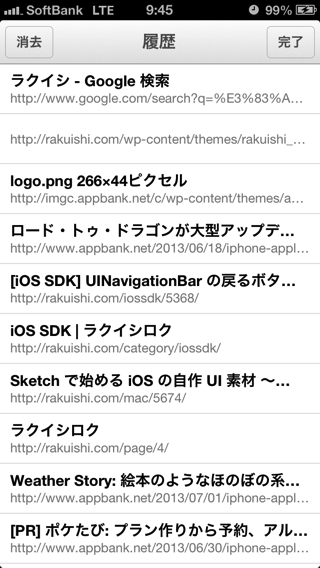 SoftBank LTE 9:45 99%
消去 履歴 完了
ラクイシ - Google 検索
http://www.google.com/search?q=%E3%83%A...
http://rakuishi.com/wp-content/themes/rakuishi_...
logo.png 266×44ピクセル
http://imgc.appbank.net/c/wp-content/themes/a...
ロード・トゥ・ドラゴンが大型アップデ...
http://www.appbank.net/2013/06/18/iphone-appl...
[iOS SDK] UINavigationBar の戻るボタ...
http://rakuishi.com/iossdk/5368/
iOS SDK | ラクイシロク
http://rakuishi.com/category/iossdk/
Sketch で始める iOS の自作 UI 素材 〜...
http://rakuishi.com/mac/5674/
ラクイシロク
http://rakuishi.com/page/4/
Weather Story: 絵本のようなほのぼの系...
http://www.appbank.net/2013/07/01/iphone-appl...
[PR] ポケたび: プラン作りから予約、アル...
http://www.appbank.net/2013/06/30/iphone-appl...